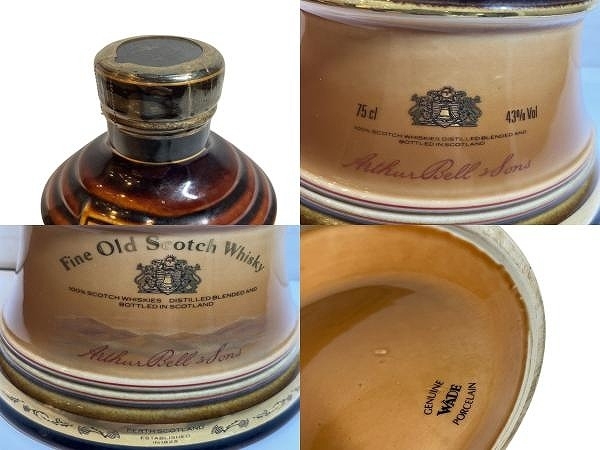 75 cl
43% Vol
100% SCOTCH WHISKIES DISTILLED BLENDED AND
BOTTLED IN SCOTLAND
Arthur Bell & Sons
Fine Old Scotch Whisky
100% SCOTCH WHISKIES DISTILLED BLENDED AND
BOTTLED IN SCOTLAND
Arthur Bell & Sons
PERTH SCOTLAND
ESTABLISHED
IN 1825
GENUINE
WADE
PORCELAIN